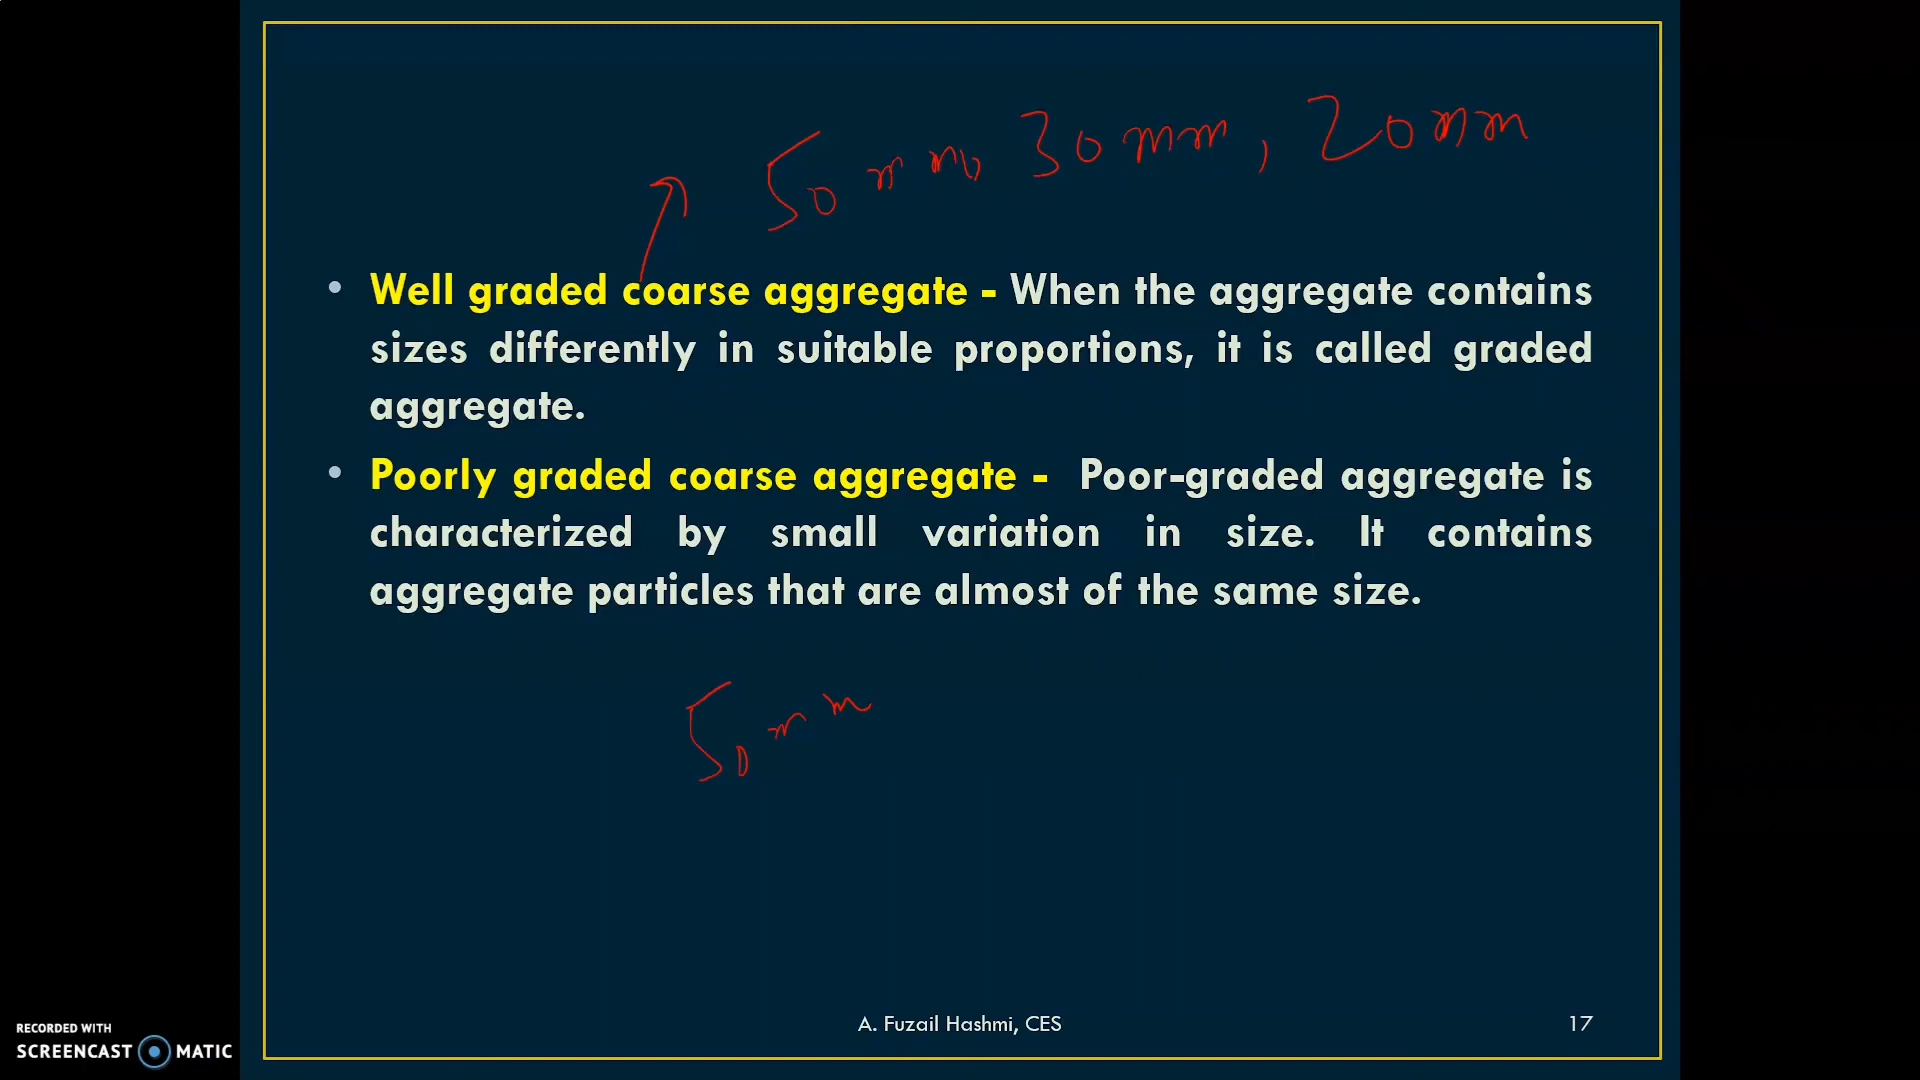 50 mm, 30 mm, 20 mm
• Well graded coarse aggregate - When the aggregate contains
sizes differently in suitable proportions, it is called graded
aggregate.
• Poorly graded coarse aggregate - Poor-graded aggregate is
characterized by small variation in size. It contains
aggregate particles that are almost of the same size.
50 mm
A. Fuzail Hashmi, CES
17
RECORDED WITH
SCREENCAST MATIC